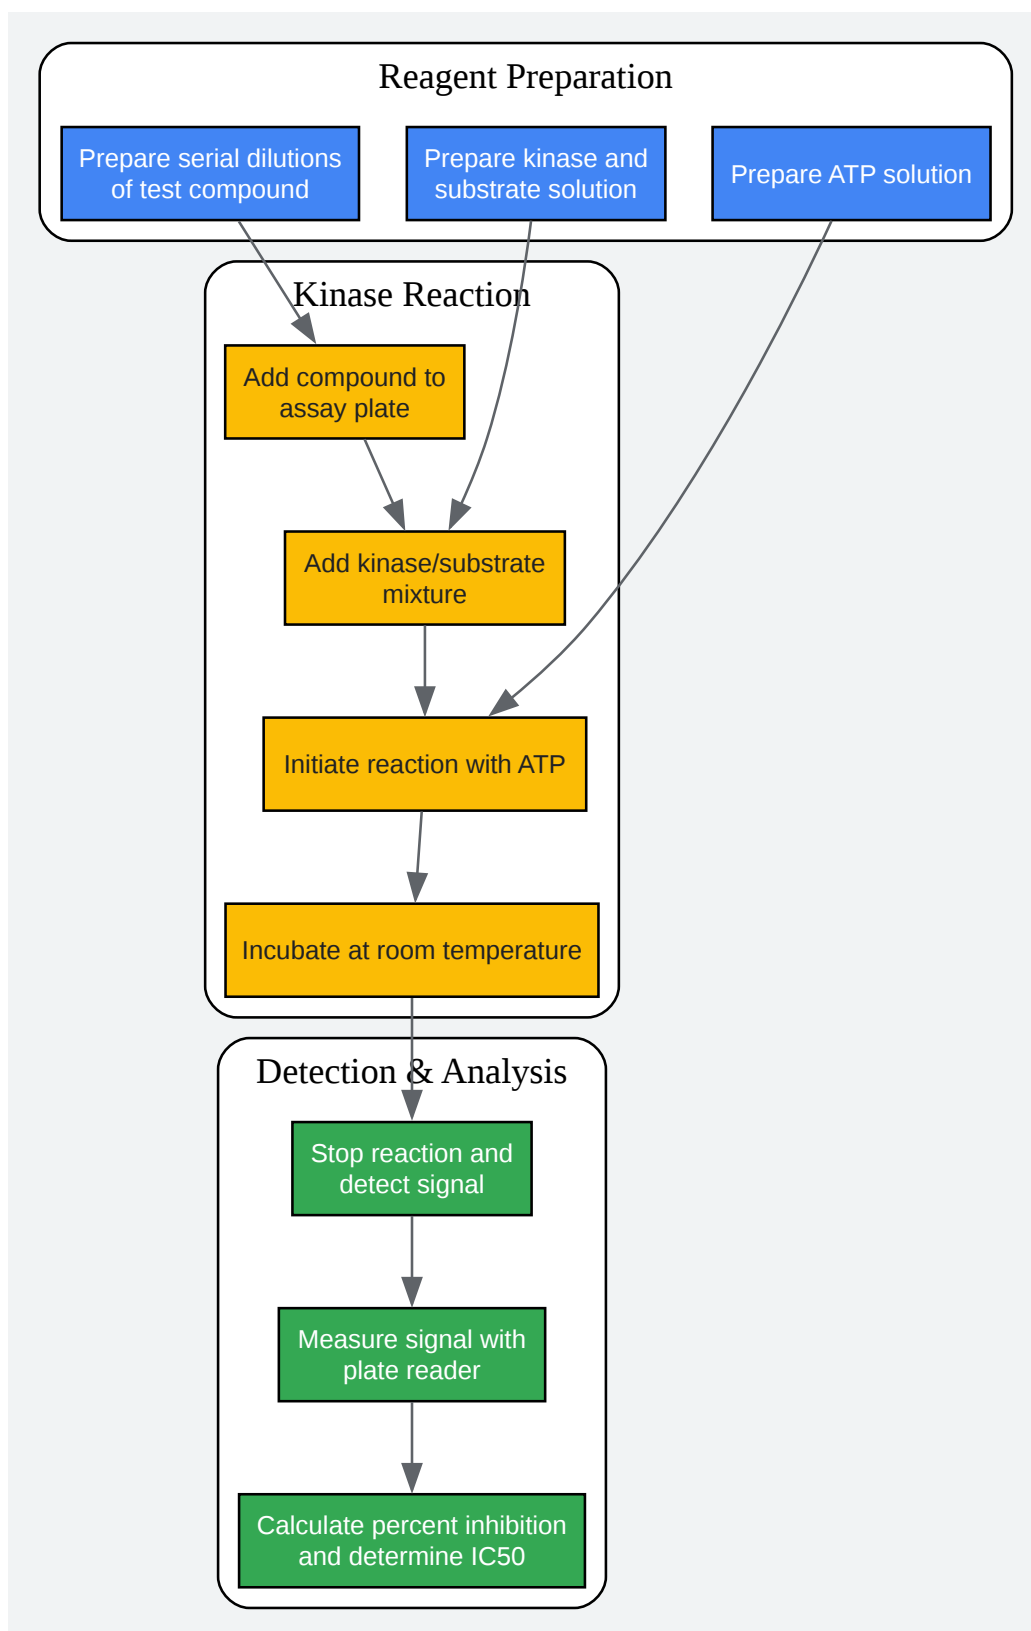 Reagent Preparation
Prepare serial dilutions
of test compound
Prepare kinase and
substrate solution
Prepare ATP solution
Kinase Reaction
Add compound to
assay plate
Add kinase/substrate
mixture
Initiate reaction with ATP
Incubate at room temperature
Detection & Analysis
Stop reaction and
detect signal
Measure signal with
plate reader
Calculate percent inhibition
and determine IC50